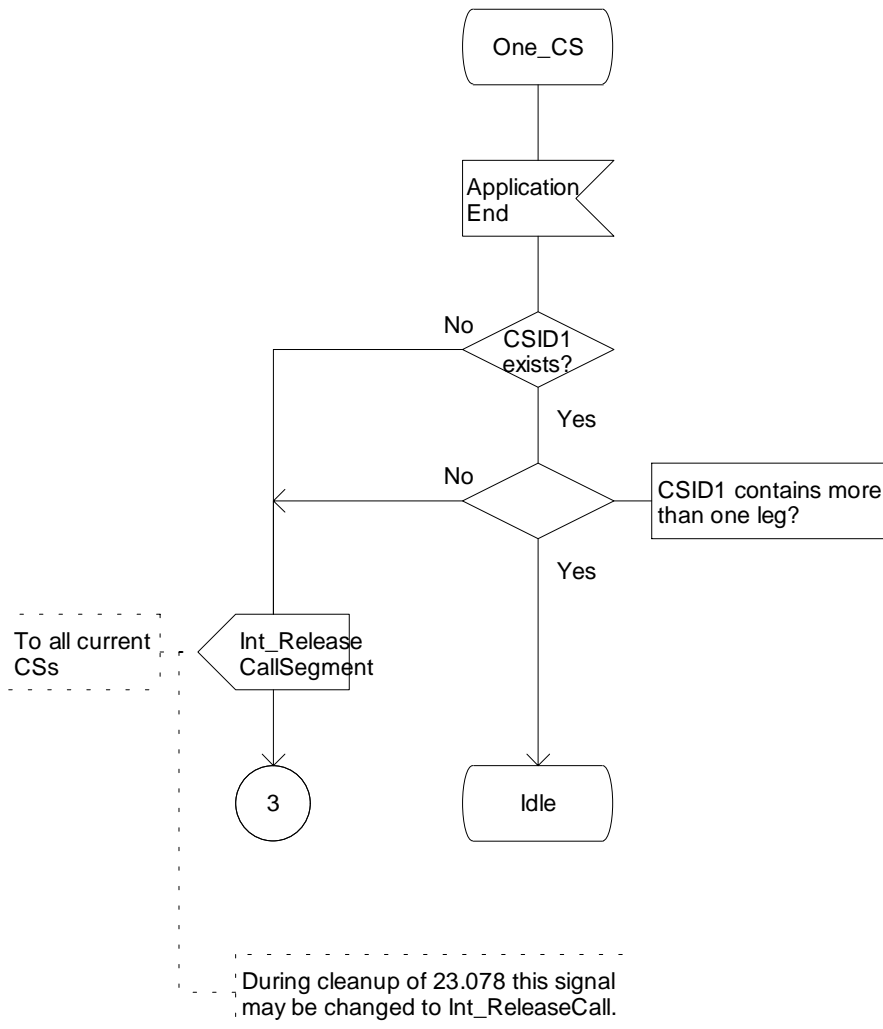 One_CS
Application
End
No
CSID1
exists?
Yes
No
CSID1 contains more
than one leg?
Yes
To all current
CSs
Int_Release
CallSegment
3
Idle
During cleanup of 23.078 this signal
may be changed to Int_ReleaseCall.